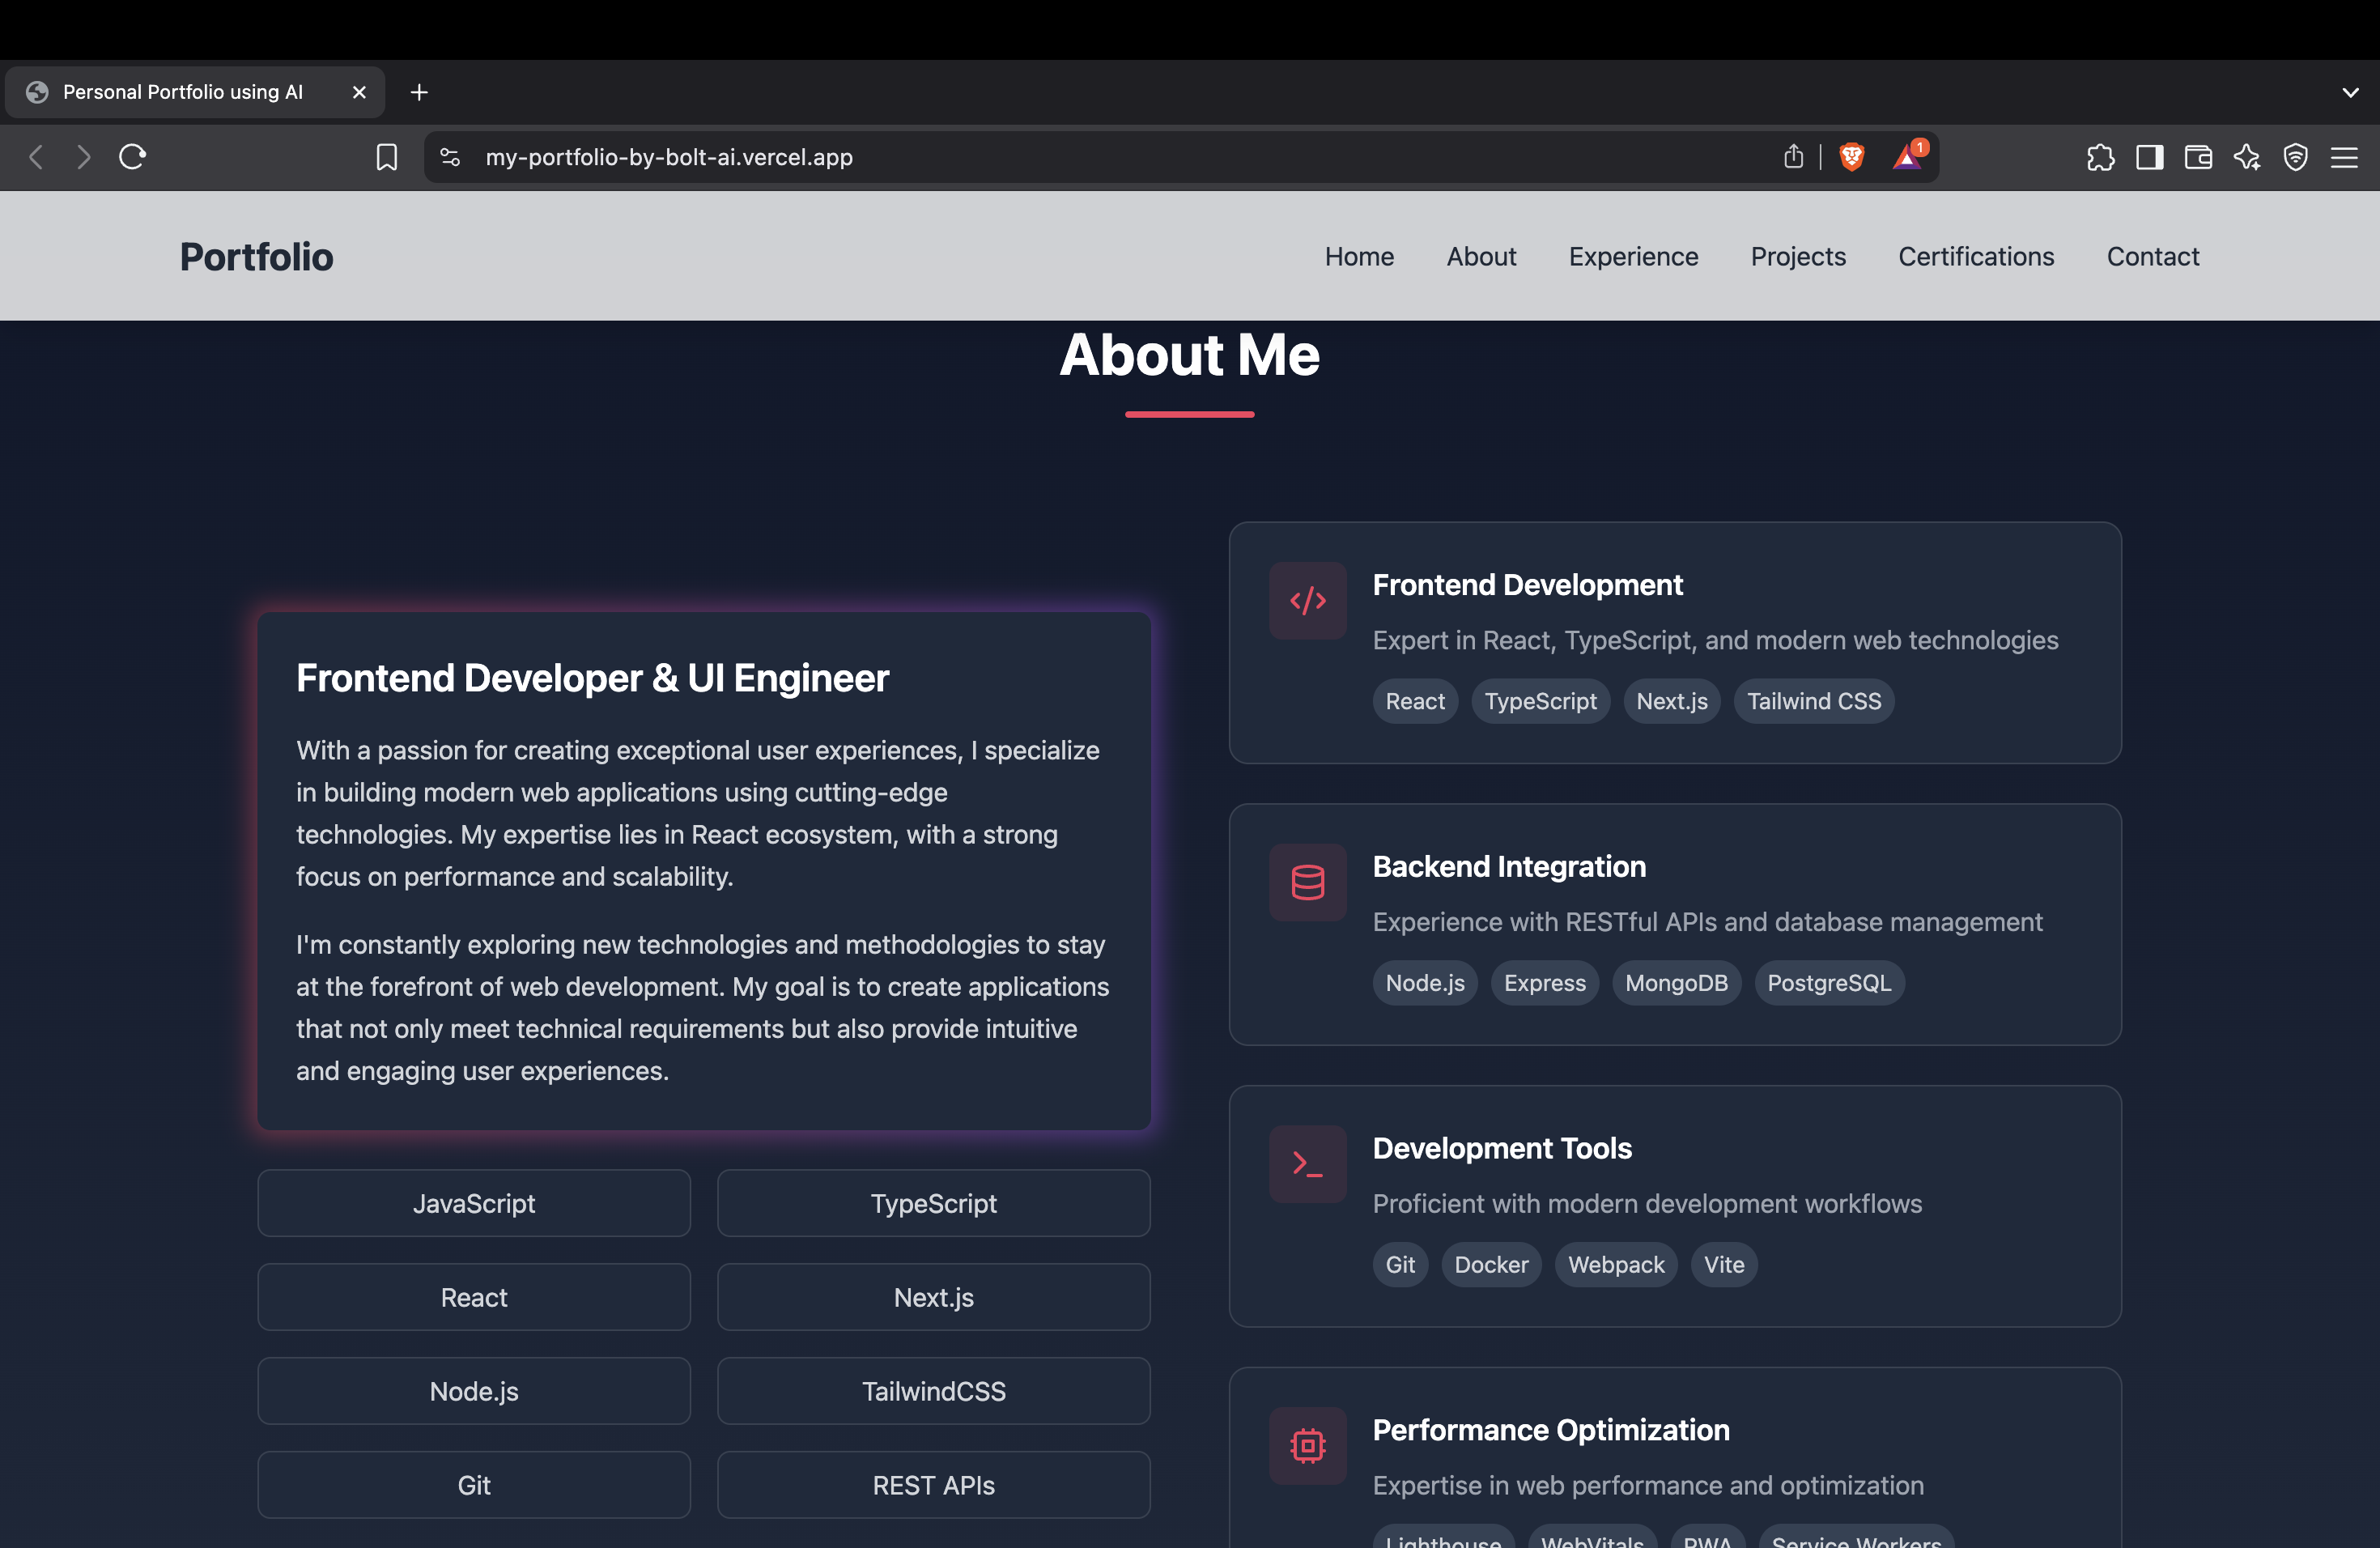 Personal Portfolio using AI
my-portfolio-by-bolt-ai.vercel.app
1
Portfolio
Home About Experience Projects Certifications Contact
About Me
Frontend Developer & UI Engineer
With a passion for creating exceptional user experiences, I specialize
in building modern web applications using cutting-edge
technologies. My expertise lies in React ecosystem, with a strong
focus on performance and scalability.
I'm constantly exploring new technologies and methodologies to stay
at the forefront of web development. My goal is to create applications
that not only meet technical requirements but also provide intuitive
and engaging user experiences.
JavaScript TypeScript
React Next.js
Node.js TailwindCSS
Git REST APIs
Frontend Development
Expert in React, TypeScript, and modern web technologies
React TypeScript Next.js Tailwind CSS
Backend Integration
Experience with RESTful APIs and database management
Node.js Express MongoDB PostgreSQL
Development Tools
Proficient with modern development workflows
Git Docker Webpack Vite
Performance Optimization
Expertise in web performance and optimization
Lighthouse WebVitals PWA Service Workers